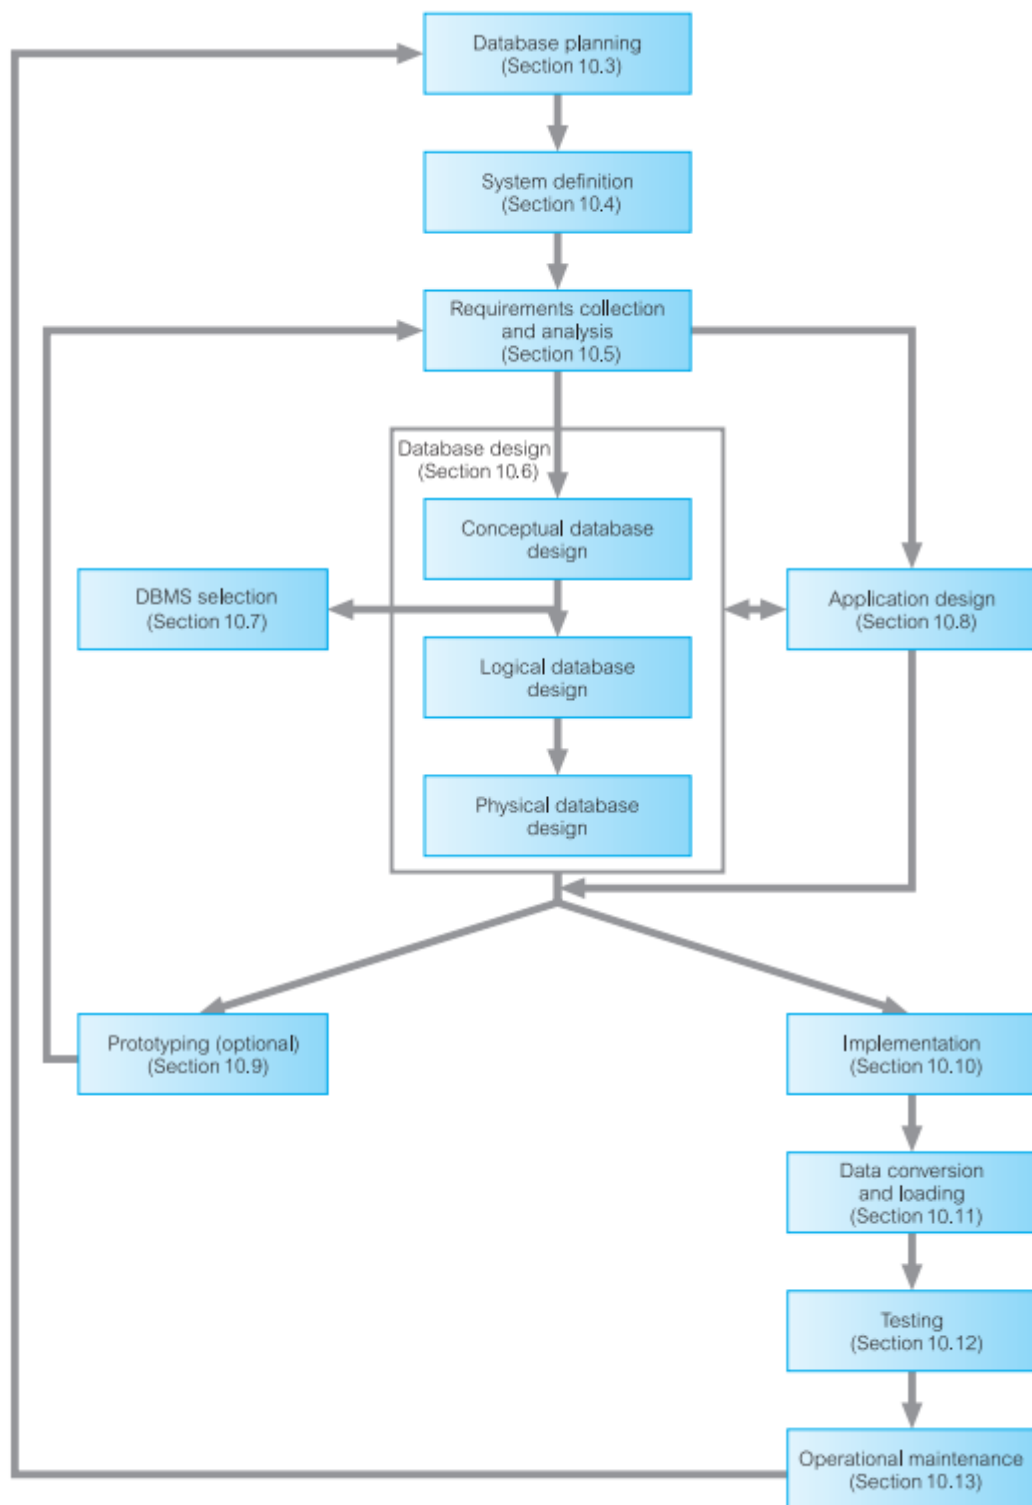 Database planning
(Section 10.3)
System definition
(Section 10.4)
Requirements collection
and analysis
(Section 10.5)
Database design
(Section 10.6)
Conceptual database
design
DBMS selection
(Section 10.7)
Application design
(Section 10.8)
Logical database
design
Physical database
design
Prototyping (optional)
(Section 10.9)
Implementation
(Section 10.10)
Data conversion
and loading
(Section 10.11)
Testing
(Section 10.12)
Operational maintenance
(Section 10.13)